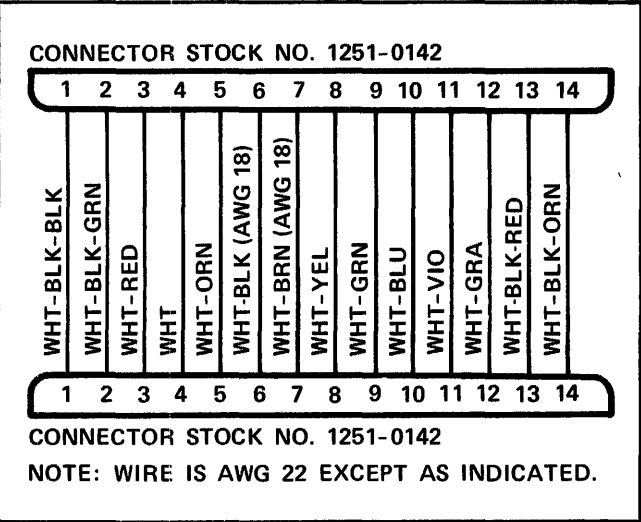 CONNECTOR STOCK NO. 1251-0142
1 2 3 4 5 6 7 8 9 10 11 12 13 14
WHT-BLK-BLK
WHT-BLK-GRN
WHT-RED
WHT
WHT-ORN
WHT-BLK (AWG 18)
WHT-BRN (AWG 18)
WHT-YEL
WHT-GRN
WHT-BLU
WHT-VIO
WHT-GRA
WHT-BLK-RED
WHT-BLK-ORN
1 2 3 4 5 6 7 8 9 10 11 12 13 14
CONNECTOR STOCK NO. 1251-0142
NOTE: WIRE IS AWG 22 EXCEPT AS INDICATED.